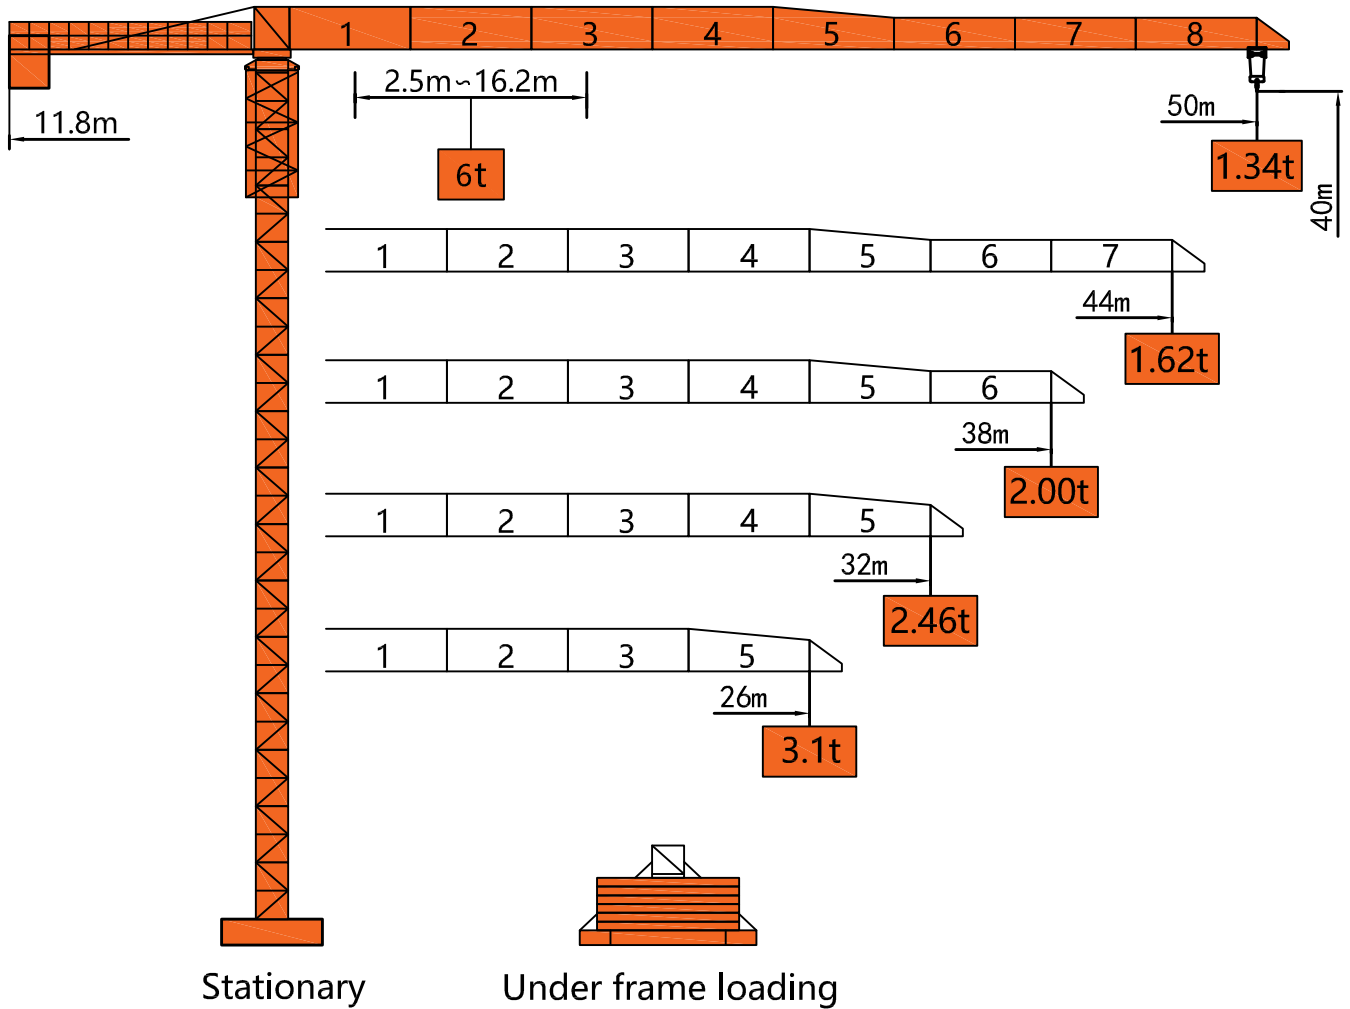 1 2 3 4 5 6 7 8
2.5m~16.2m
11.8m
50m
6t
1.34t
40m
1 2 3 4 5 6 7
44m
1.62t
1 2 3 4 5 6
38m
2.00t
1 2 3 4 5
32m
2.46t
1 2 3 5
26m
3.1t
Stationary
Under frame loading